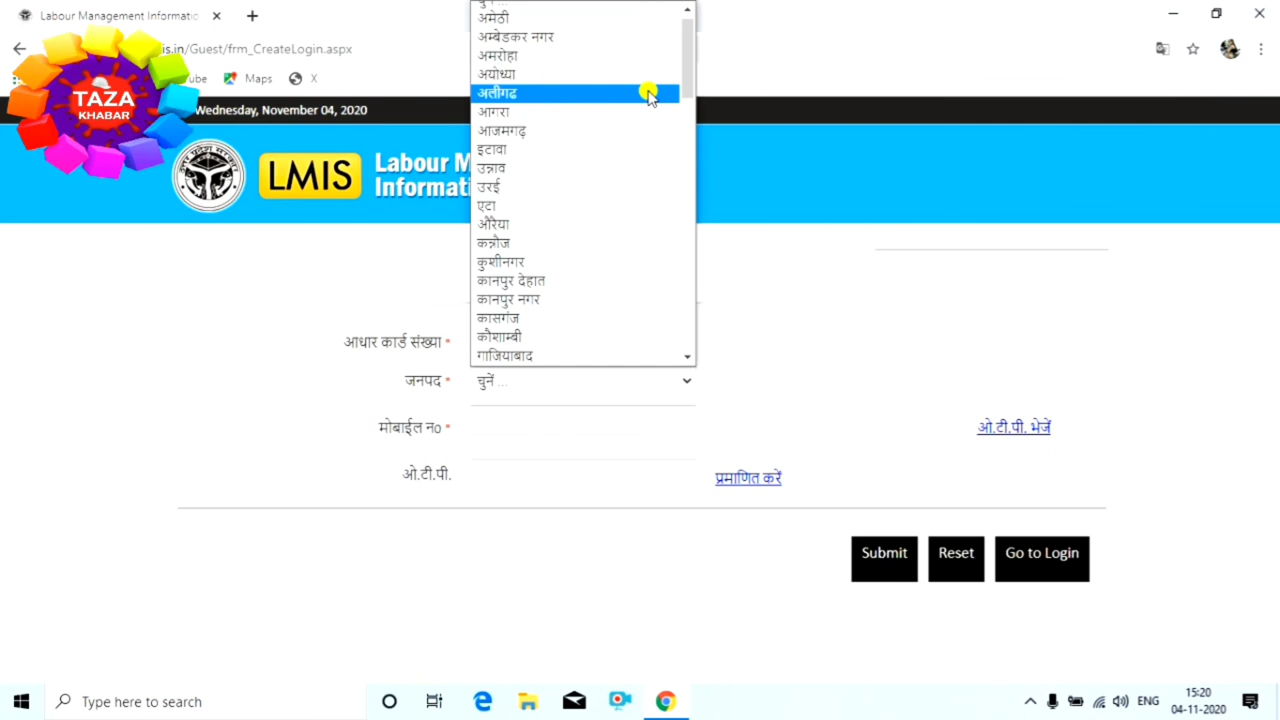 Labour Management Informatio
is.in/Guest/frm_CreateLogin.aspx
ube
Maps
X
TAZA
KHABAR
Wednesday, November 04, 2020
LMIS
Labour M
Informati
अमेठी
अम्बेडकर नगर
अमरोहा
अयोध्या
अलीगढ
आगरा
आजमगढ़
इटावा
उन्नाव
उरई
एटा
औरैया
कन्नौज
कुशीनगर
कानपुर देहात
कानपुर नगर
कासगंज
कौशाम्बी
गाजियाबाद
आधार कार्ड संख्या *
जनपद *
चुनें ...
मोबाईल न० *
ओ.टी.पी. भेजें
ओ.टी.पी.
प्रमाणित करें
Submit
Reset
Go to Login
Type here to search
ENG
15:20
04-11-2020